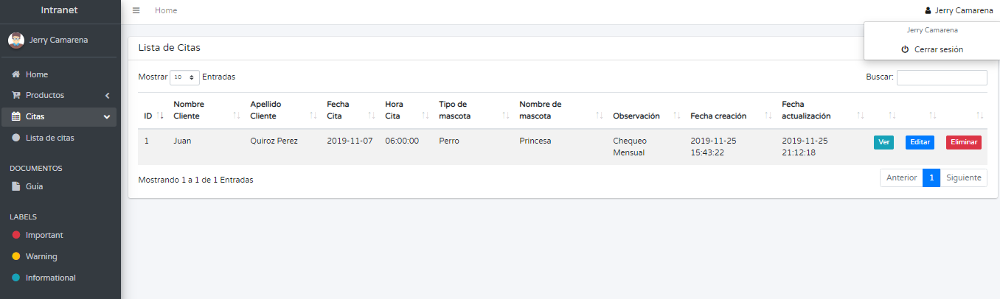 Intranet
Home
Jerry Camarena
Jerry Camarena
Jerry Camarena
Cerrar sesión
Home
Productos
Citas
Lista de citas
DOCUMENTOS
Guía
LABELS
Important
Warning
Informational
Lista de Citas
Mostrar 10 Entradas
Buscar:
ID Nombre Cliente Apellido Cliente Fecha Cita Hora Cita Tipo de mascota Nombre de mascota Observación Fecha creación Fecha actualización
1 Juan Quiroz Perez 2019-11-07 06:00:00 Perro Princesa Chequeo Mensual 2019-11-25 15:43:22 2019-11-25 21:12:18 Ver Editar Eliminar
Mostrando 1 a 1 de 1 Entradas
Anterior 1 Siguiente